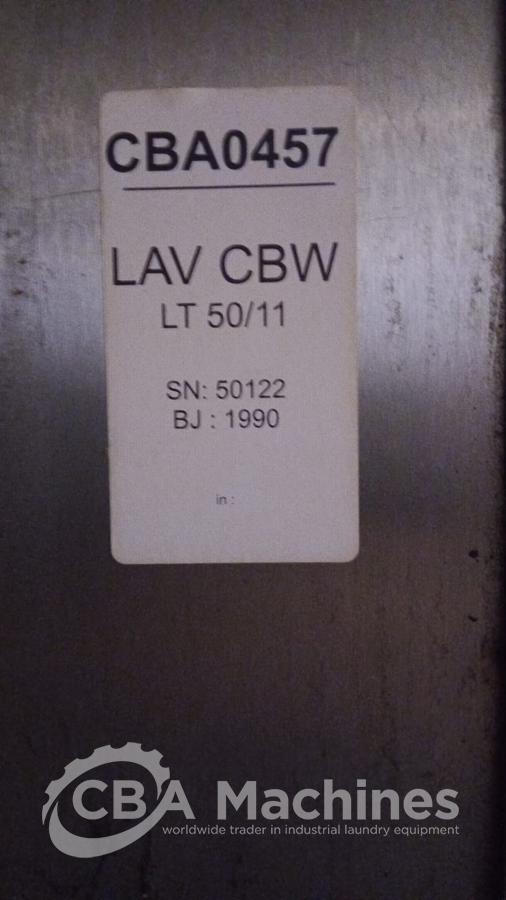 CBA0457
LAV CBW
LT 50/11
SN: 50122
BJ : 1990
in :
CBA Machines
worldwide trader in industrial laundry equipment